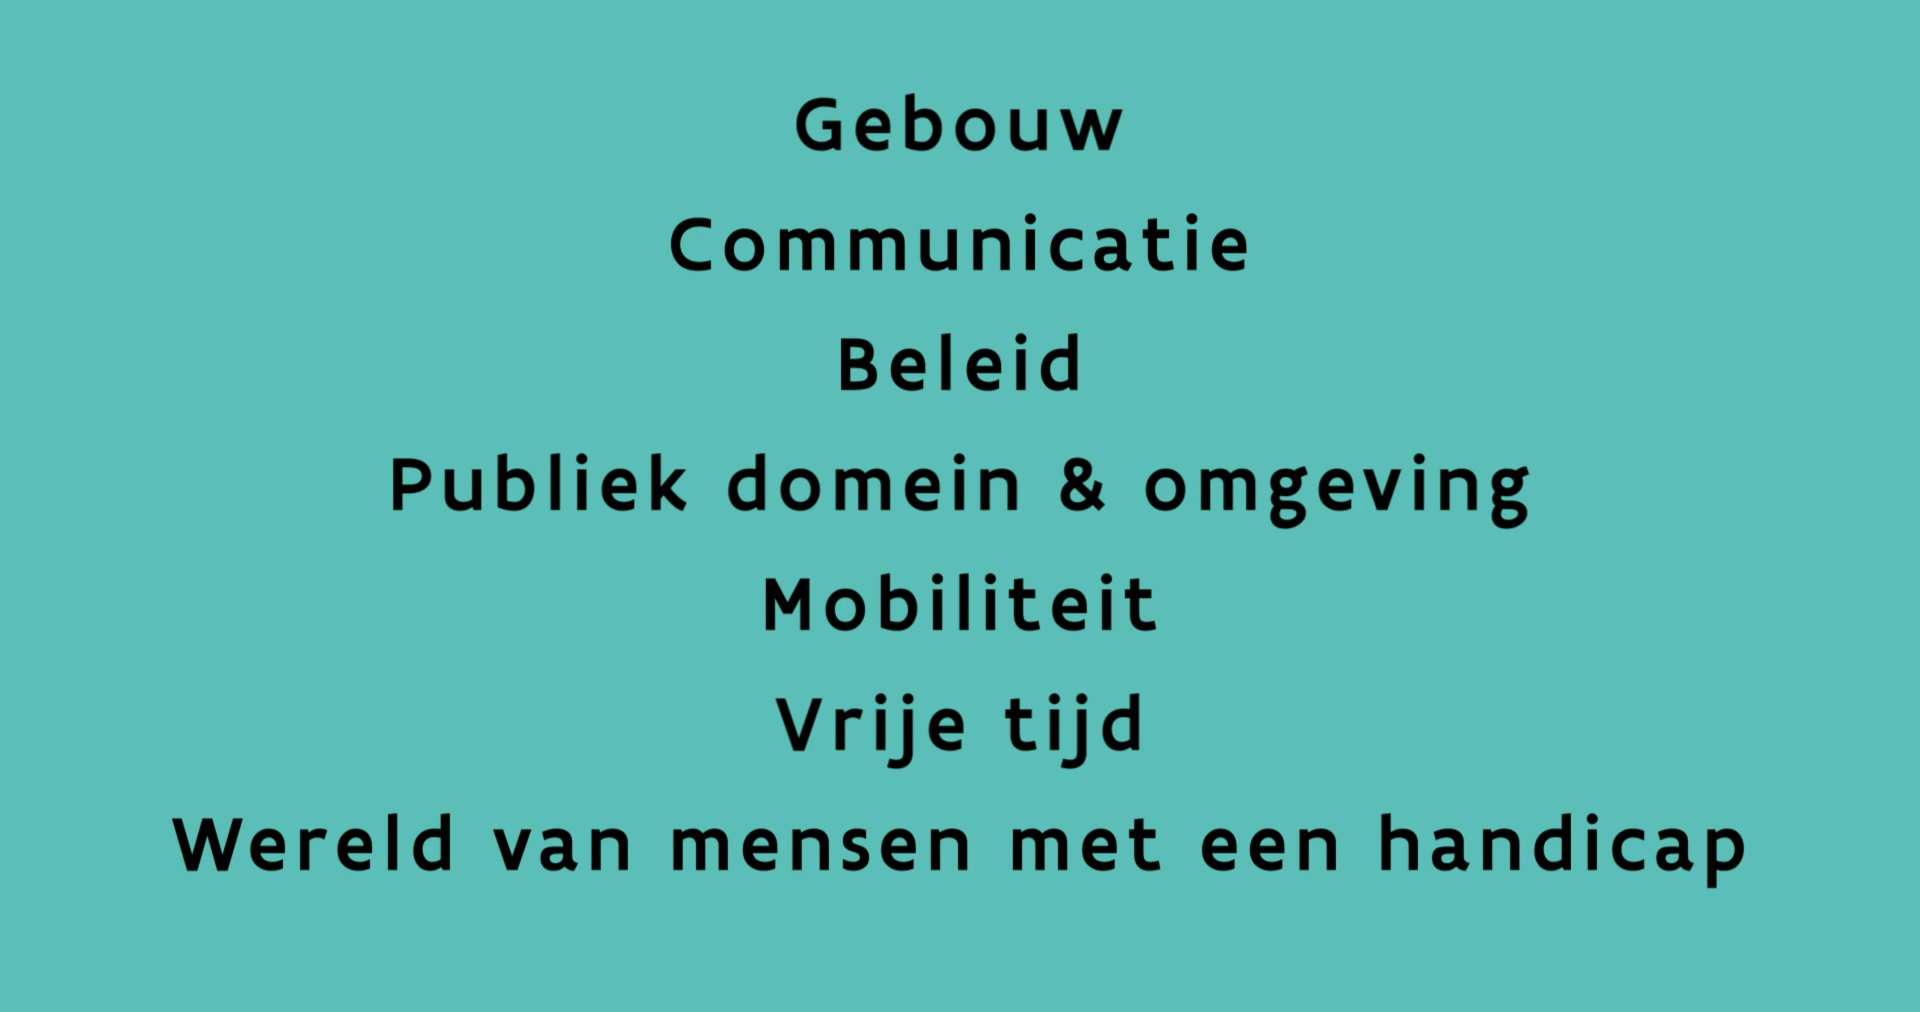 Gebouw
Communicatie
Beleid
Publiek domein & omgeving
Mobiliteit
Vrije tijd
Wereld van mensen met een handicap